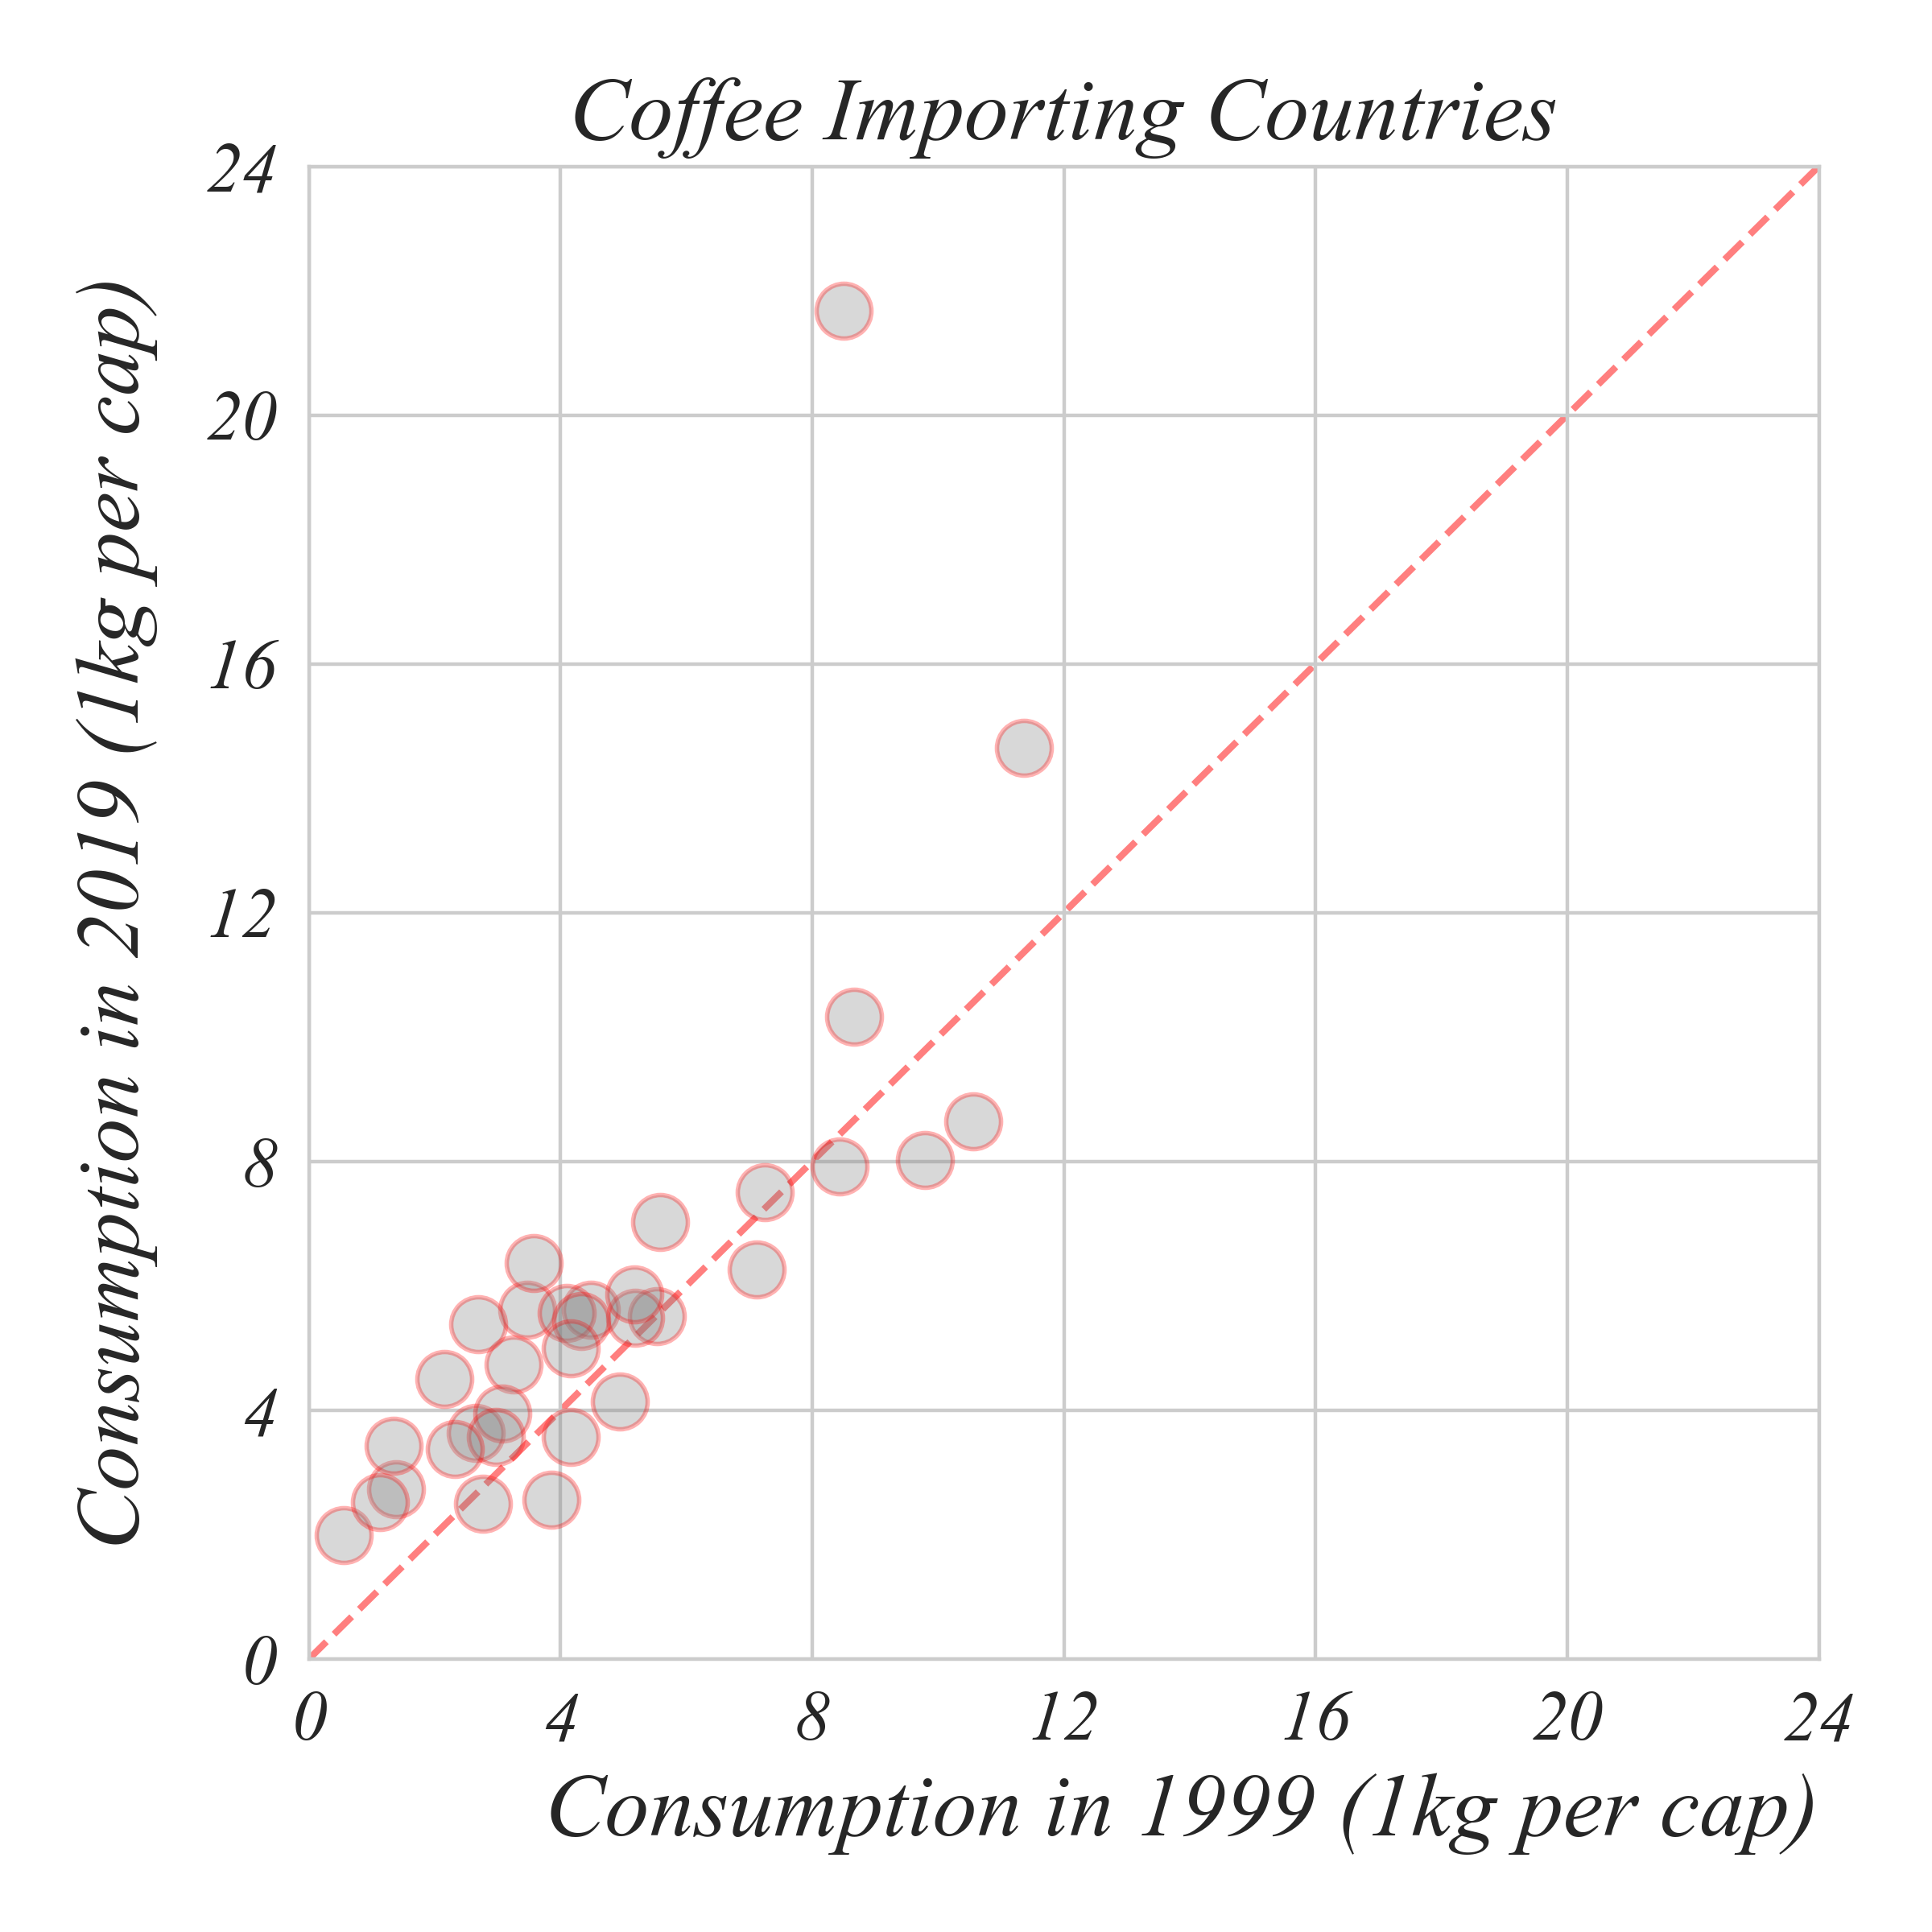 Coffee Importing Countries
24
20
16
12
8
4
0
Consumption in 2019 (1kg per cap)
0 4 8 12 16 20 24
Consumption in 1999 (1kg per cap)